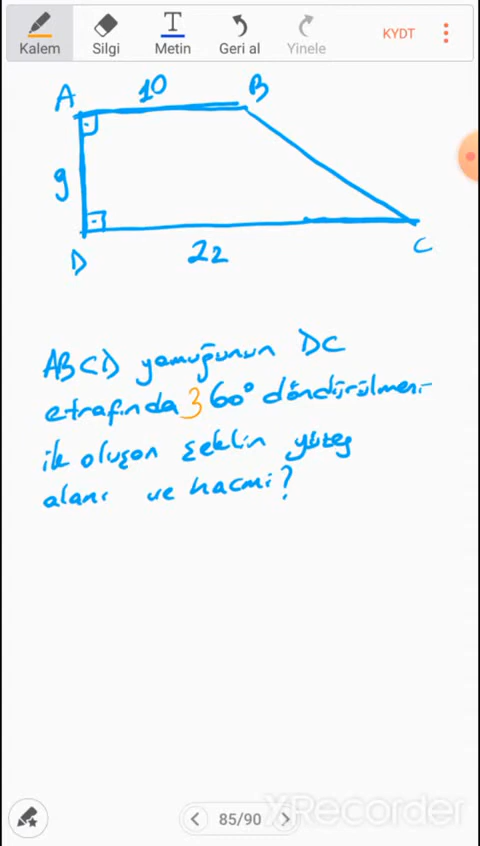 Kalem Silgi Metin Geri al Yinele KYDT
A 10 B
9
D 22 C
ABCD yamuğunun DC
etrafında 360° döndürülmesi
ile oluşan şeklin yüzey
alanı ve hacmi?
XRecorder
85/90